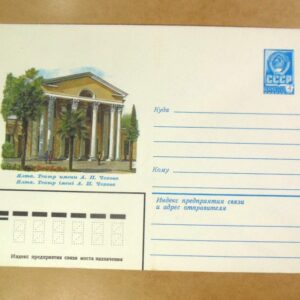 СССР
Куда
Ялта. Театр имени А. П. Чехова
Ялта. Театр імені А. П. Чехова
Кому
Индекс предприятия связи
и адрес отправителя
Индекс предприятия связи места назначения